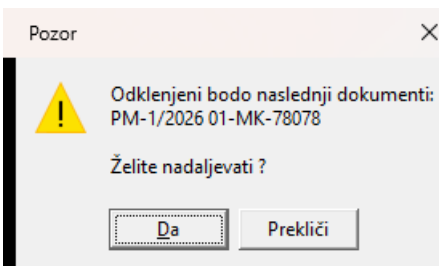 Pozor
Odklenjeni bodo naslednji dokumenti:
PM-1/2026 01-MK-78078
Želite nadaljevati ?
Da
Prekliči